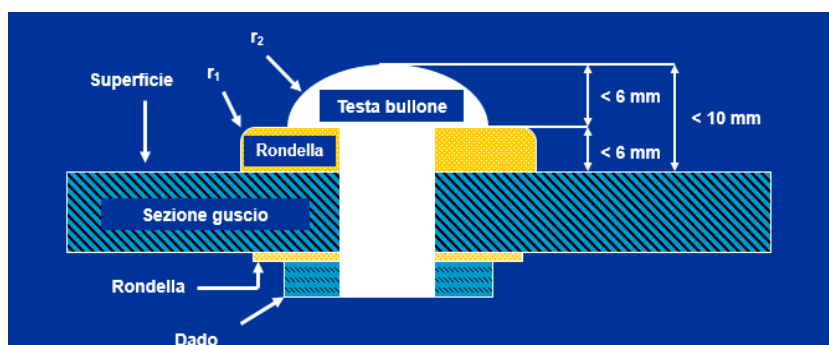 r₂
r₁
Superficie
Testa bullone
< 6 mm
< 10 mm
Rondella
< 6 mm
Sezione guscio
Rondella
Dado